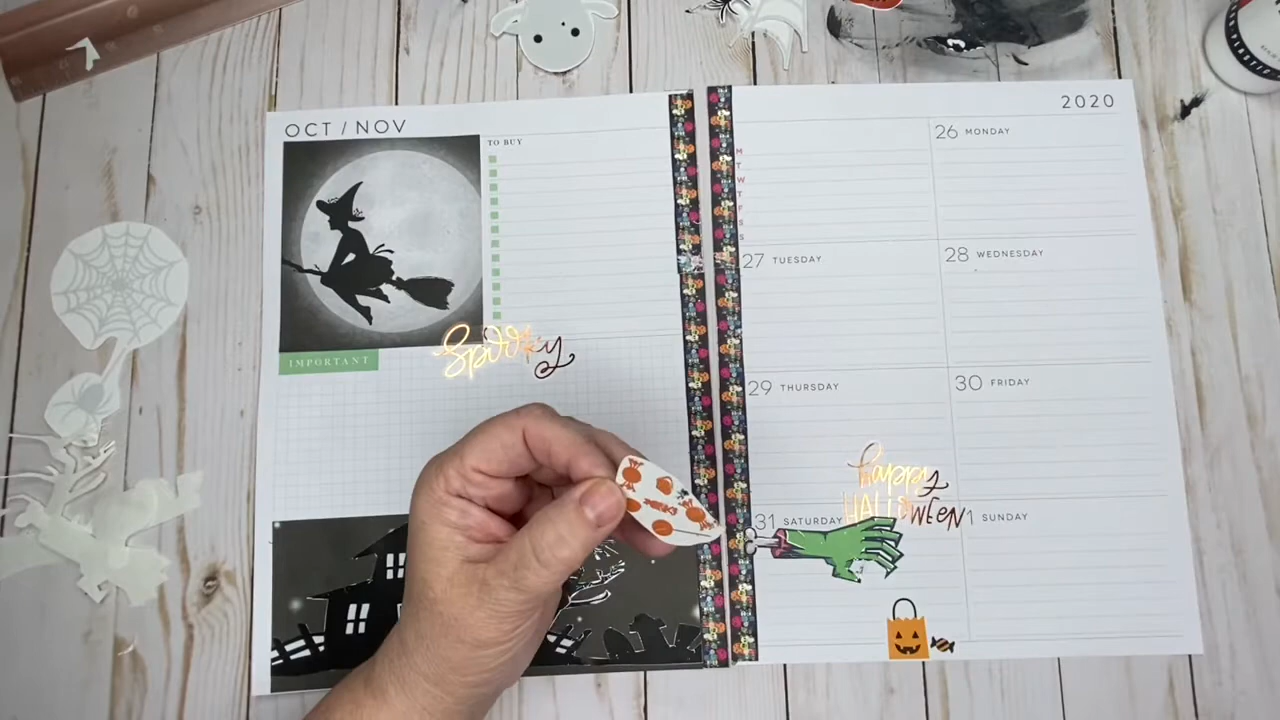 OCT / NOV
TO BUY
IMPORTANT
Spooky
2020
M
T
W
T
F
S
S
26 MONDAY
27 TUESDAY
28 WEDNESDAY
29 THURSDAY
30 FRIDAY
happy
HALLOWEEN
31 SATURDAY
1 SUNDAY